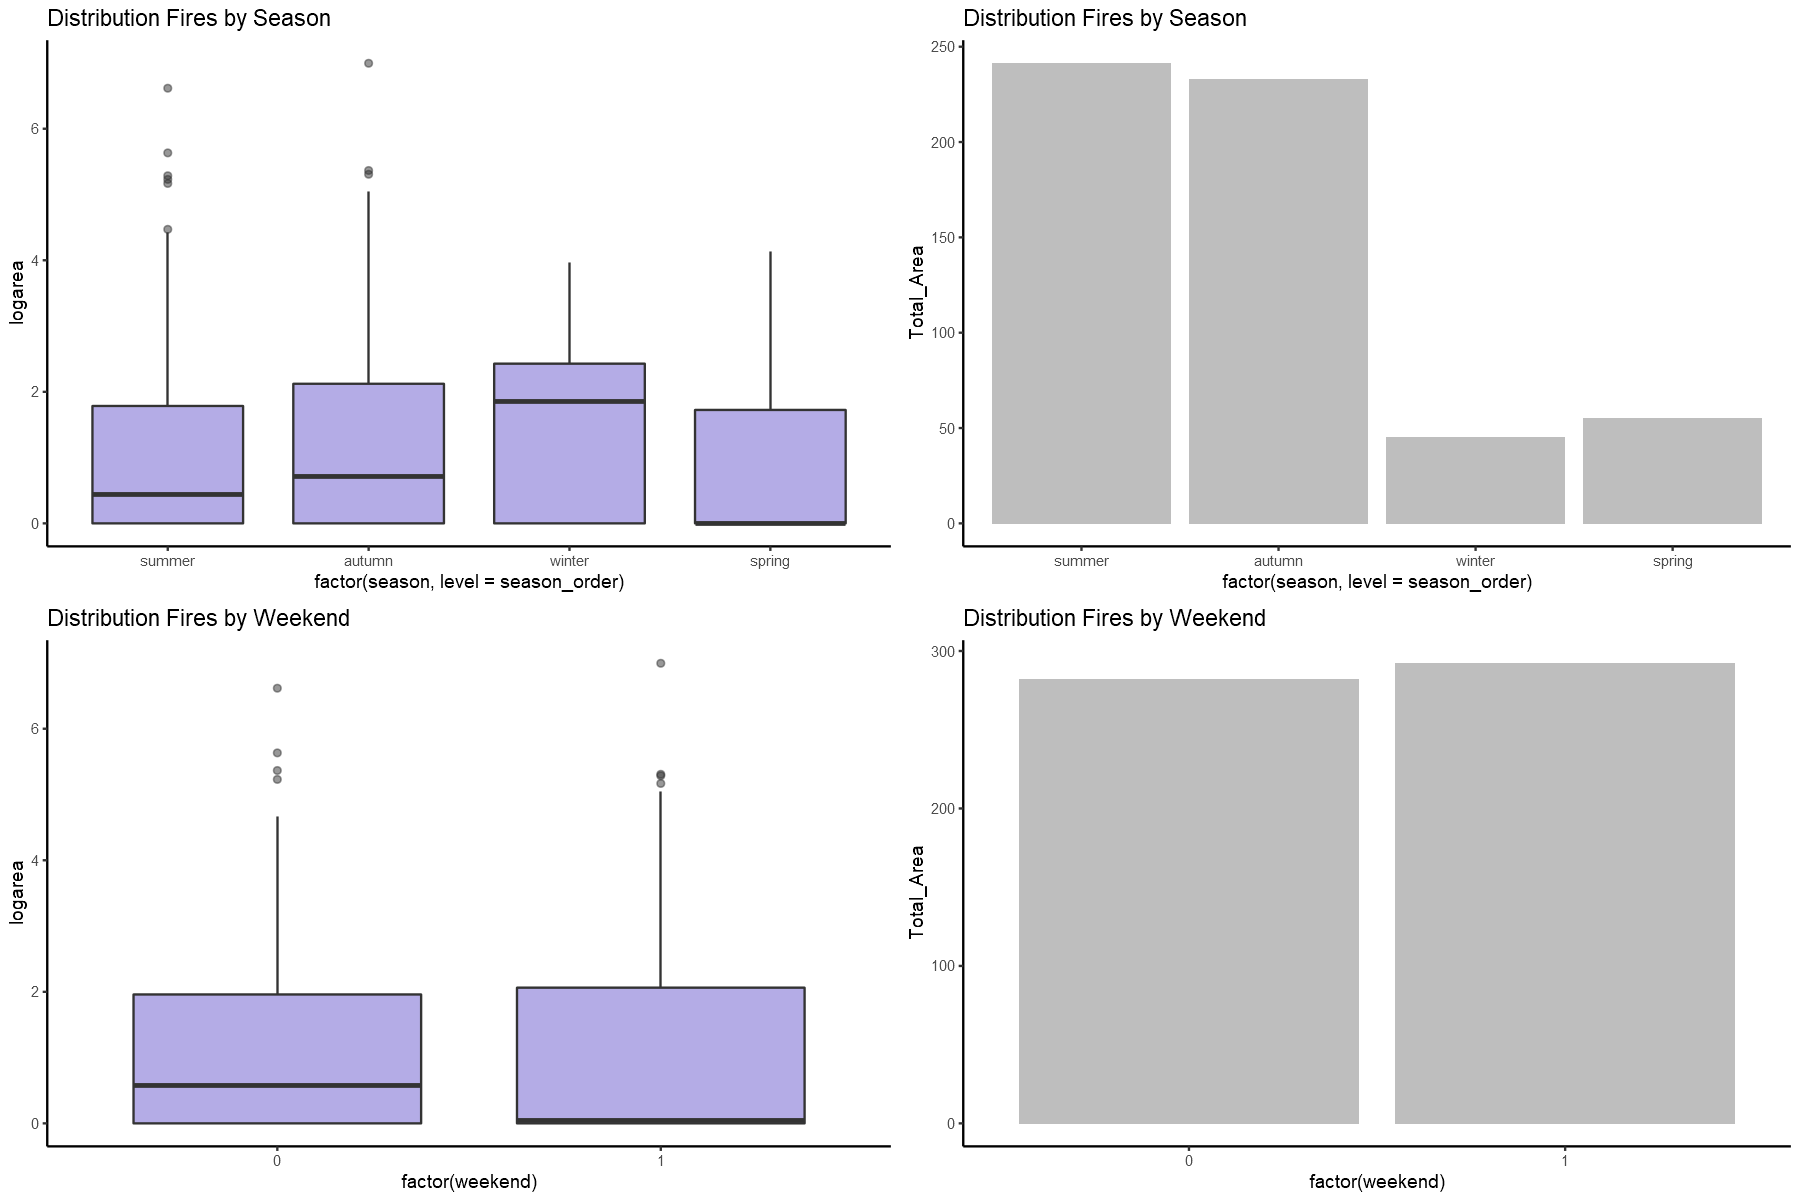 Distribution Fires by Season
logarea
6
4
2
0
summer autumn winter spring
factor(season, level = season_order)
Distribution Fires by Season
Total_Area
250
200
150
100
50
0
summer autumn winter spring
factor(season, level = season_order)
Distribution Fires by Weekend
logarea
6
4
2
0
0 1
factor(weekend)
Distribution Fires by Weekend
Total_Area
300
200
100
0
0 1
factor(weekend)